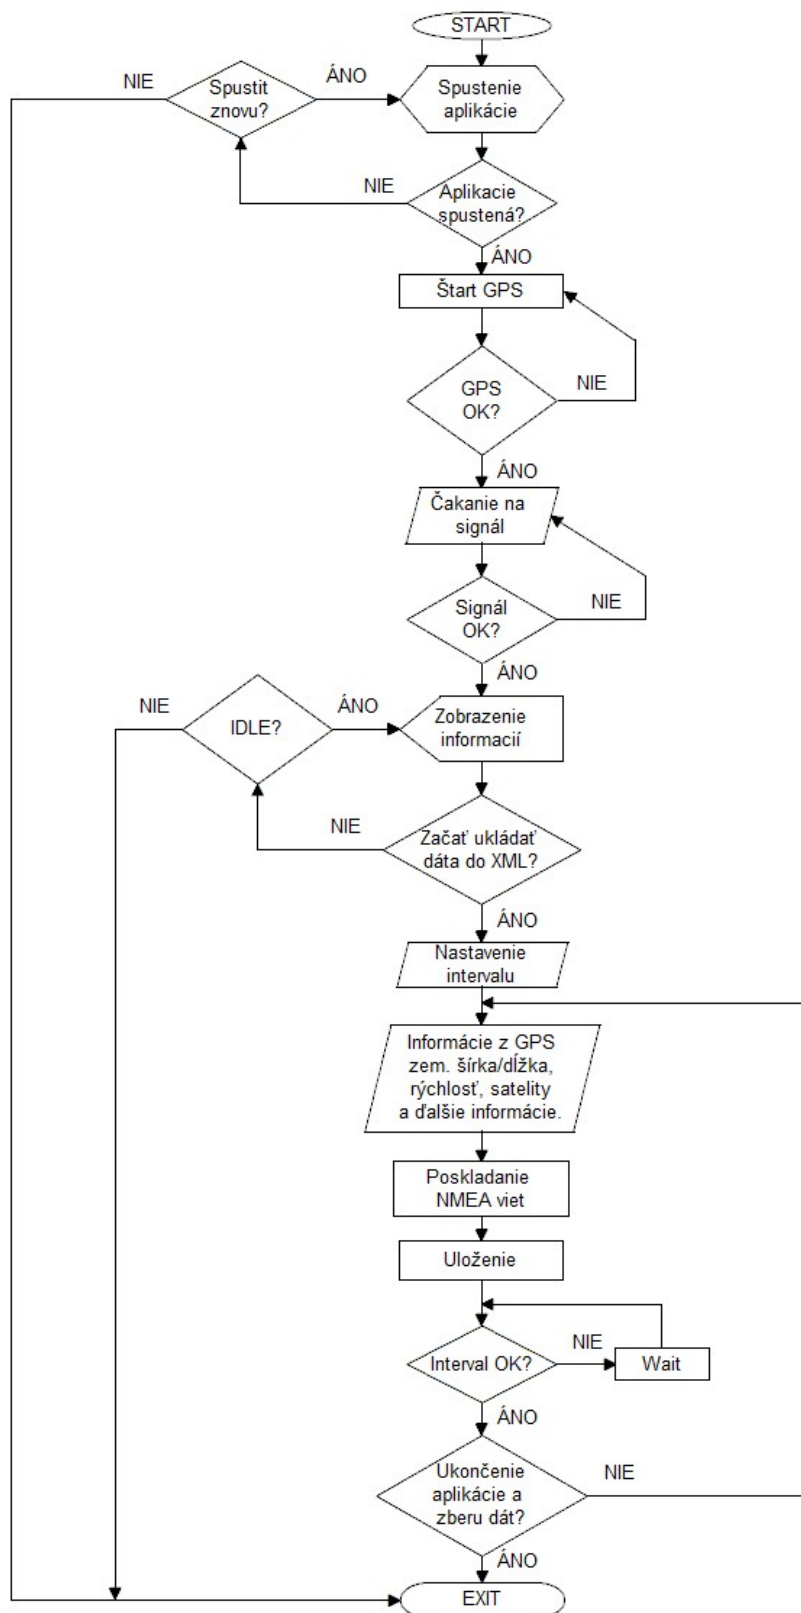 START
NIE
Spustit
znovu?
ÁNO
Spustenie
aplikácie
NIE
Aplikacie
spustená?
ÁNO
Štart GPS
GPS
OK?
NIE
ÁNO
Čakanie na
signál
Signál
OK?
NIE
ÁNO
NIE
IDLE?
ÁNO
Zobrazenie
informacií
NIE
Začať ukládať
dáta do XML?
ÁNO
Nastavenie
intervalu
Informácie z GPS
zem. šírka/dĺžka,
rýchlosť, satelity
a ďalšie informácie.
Poskladanie
NMEA viet
Uloženie
Interval OK?
NIE
Wait
ÁNO
Ukončenie
aplikácie a
zberu dát?
NIE
ÁNO
EXIT